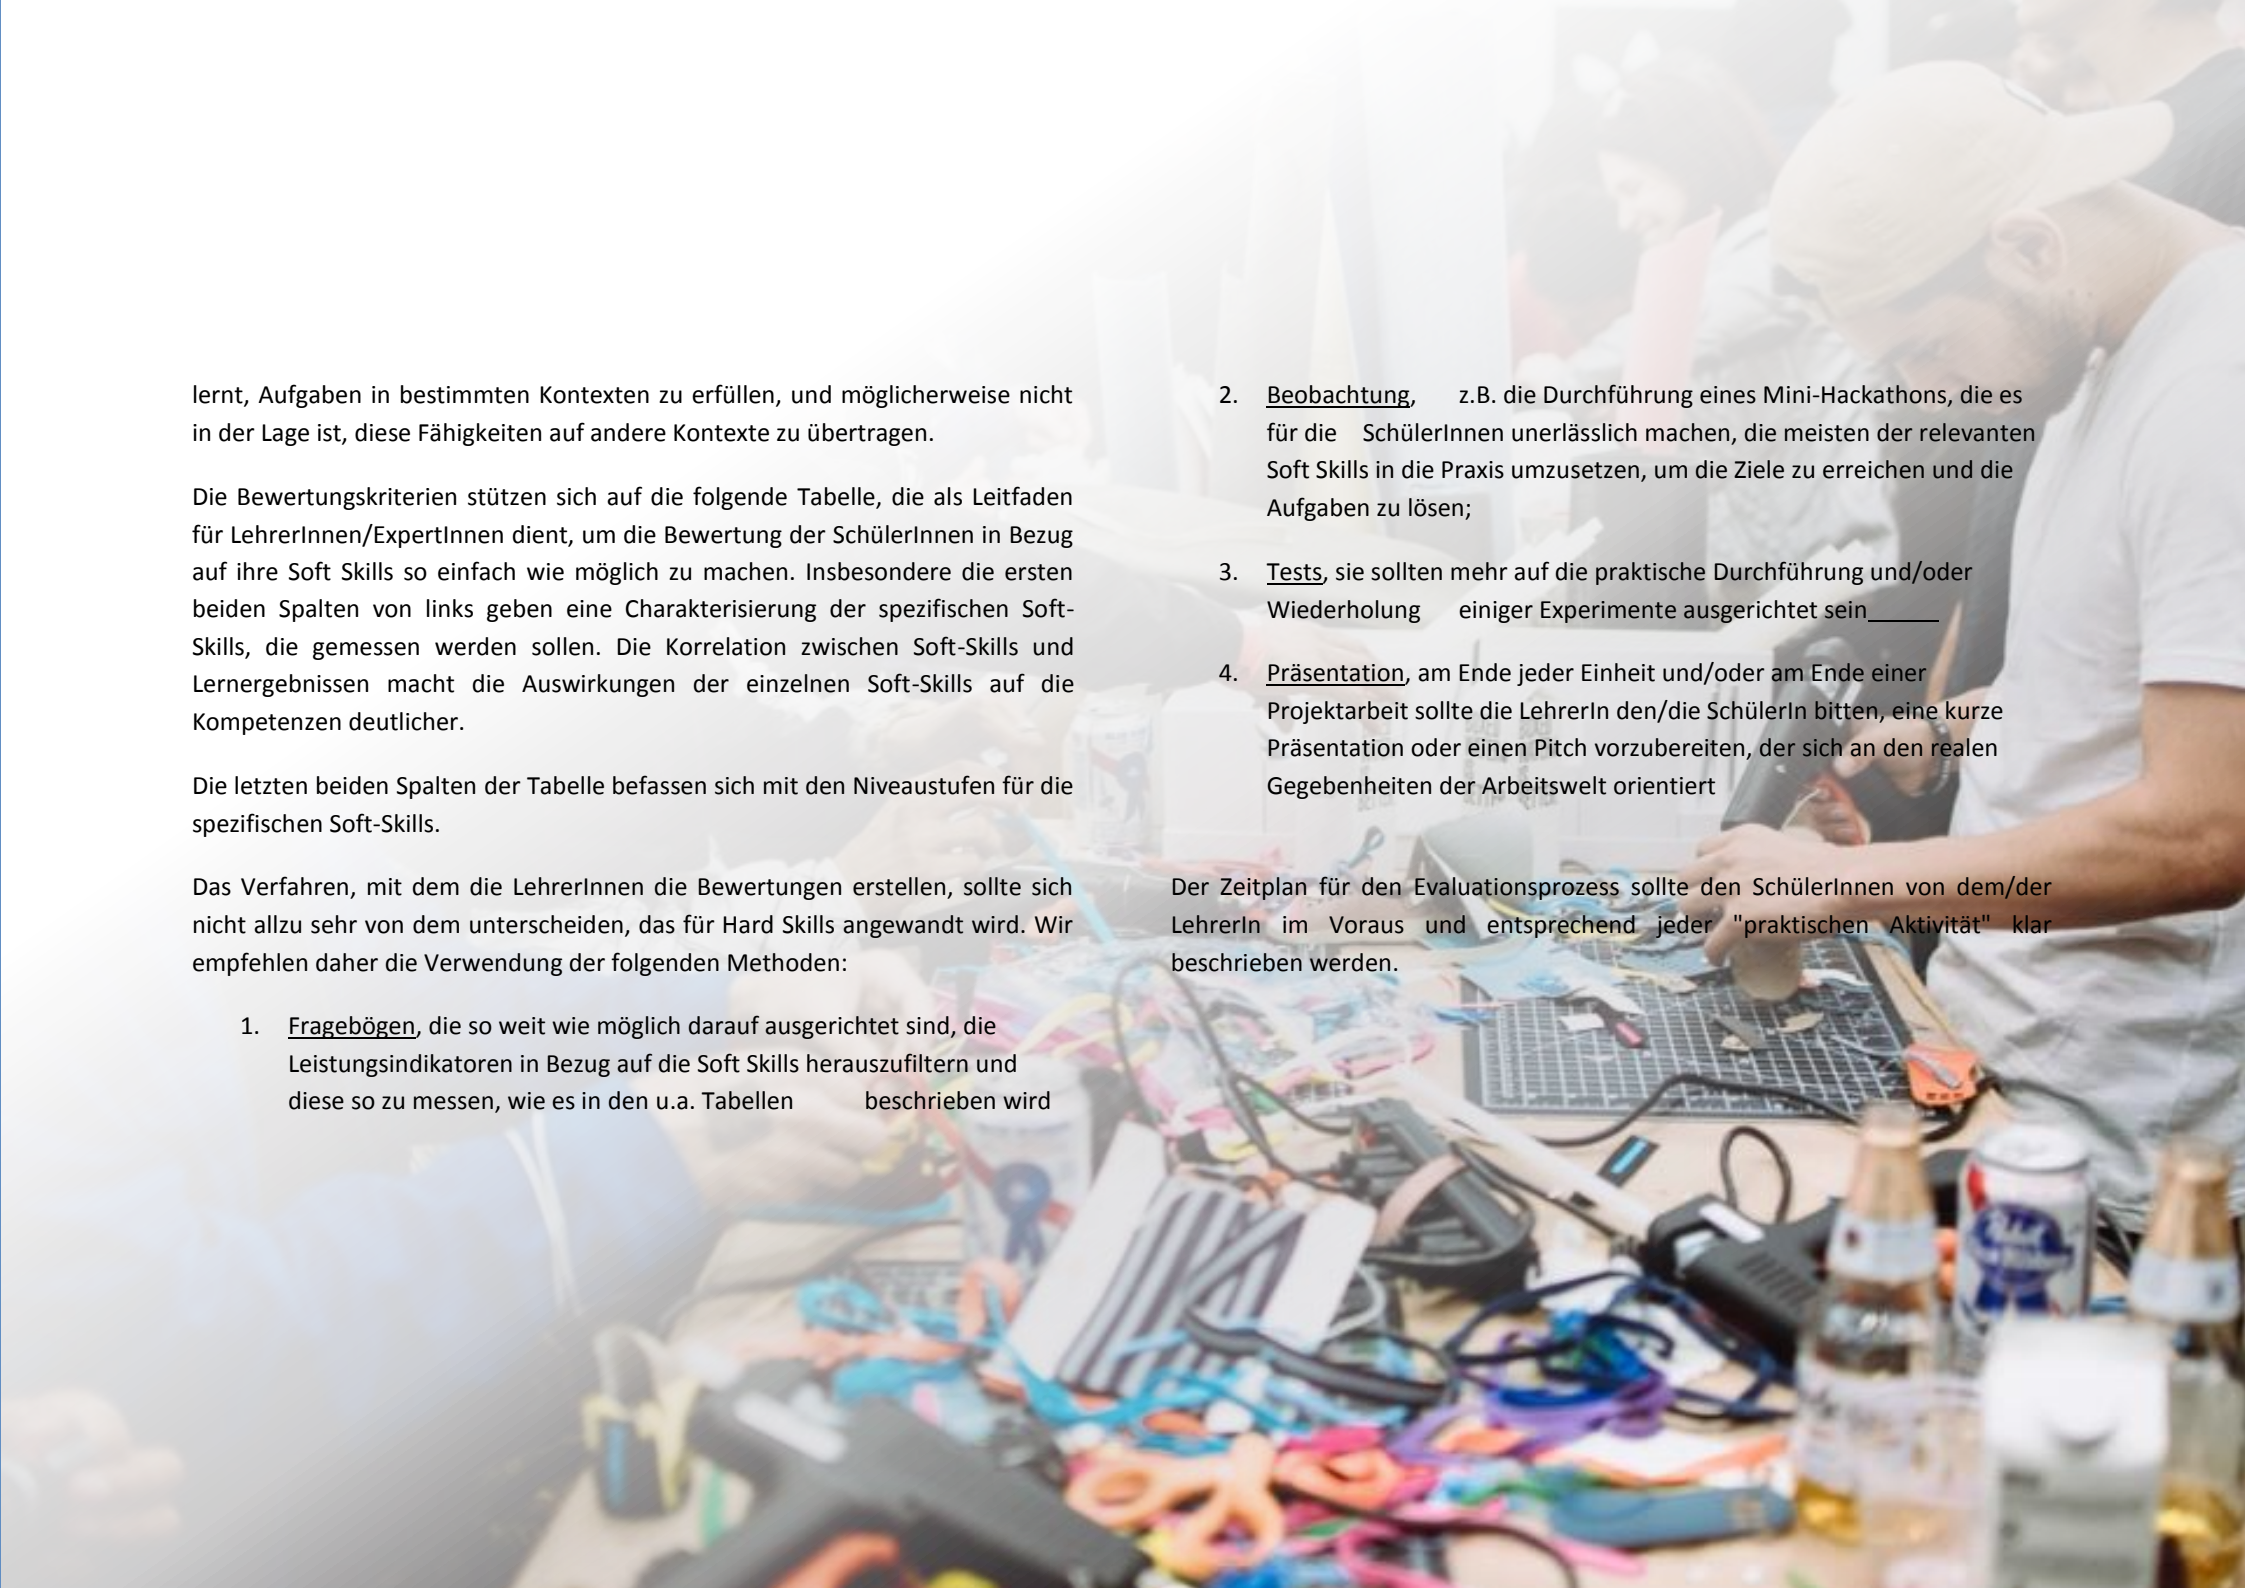 lernt, Aufgaben in bestimmten Kontexten zu erfüllen, und möglicherweise nicht
in der Lage ist, diese Fähigkeiten auf andere Kontexte zu übertragen.
Die Bewertungskriterien stützen sich auf die folgende Tabelle, die als Leitfaden
für LehrerInnen/ExpertInnen dient, um die Bewertung der SchülerInnen in Bezug
auf ihre Soft Skills so einfach wie möglich zu machen. Insbesondere die ersten
beiden Spalten von links geben eine Charakterisierung der spezifischen Soft-
Skills, die gemessen werden sollen. Die Korrelation zwischen Soft-Skills und
Lernergebnissen macht die Auswirkungen der einzelnen Soft-Skills auf die
Kompetenzen deutlicher.
Die letzten beiden Spalten der Tabelle befassen sich mit den Niveaustufen für die
spezifischen Soft-Skills.
Das Verfahren, mit dem die LehrerInnen die Bewertungen erstellen, sollte sich
nicht allzu sehr von dem unterscheiden, das für Hard Skills angewandt wird. Wir
empfehlen daher die Verwendung der folgenden Methoden:
1. Fragebögen, die so weit wie möglich darauf ausgerichtet sind, die
Leistungsindikatoren in Bezug auf die Soft Skills herauszufiltern und
diese so zu messen, wie es in den u.a. Tabellen beschrieben wird
2. Beobachtung, z.B. die Durchführung eines Mini-Hackathons, die es
für die SchülerInnen unerlässlich machen, die meisten der relevanten
Soft Skills in die Praxis umzusetzen, um die Ziele zu erreichen und die
Aufgaben zu lösen;
3. Tests, sie sollten mehr auf die praktische Durchführung und/oder
Wiederholung einiger Experimente ausgerichtet sein
4. Präsentation, am Ende jeder Einheit und/oder am Ende einer
Projektarbeit sollte die LehrerIn den/die SchülerIn bitten, eine kurze
Präsentation oder einen Pitch vorzubereiten, der sich an den realen
Gegebenheiten der Arbeitswelt orientiert
Der Zeitplan für den Evaluationsprozess sollte den SchülerInnen von dem/der
LehrerIn im Voraus und entsprechend jeder "praktischen Aktivität" klar
beschrieben werden.